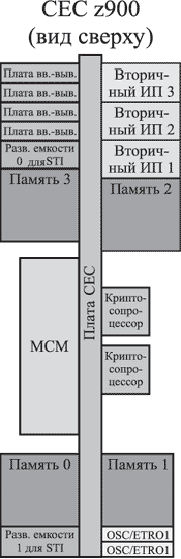 CEC z900
(вид сверху)
Плата вв.-выв.
Плата вв.-выв.
Плата вв.-выв.
Плата вв.-выв.
Разв. емкости
0 для STI
Память 3
Вторич-
ный ИП 3
Вторич-
ный ИП 2
Вторич-
ный ИП 1
Память 2
Плата CEC
MCM
Крипто-
сопро-
цессор
Крипто-
сопро-
цессор
Память 0
Разв. емкости
1 для STI
Память 1
OSC/ETRO1
OSC/ETRO1